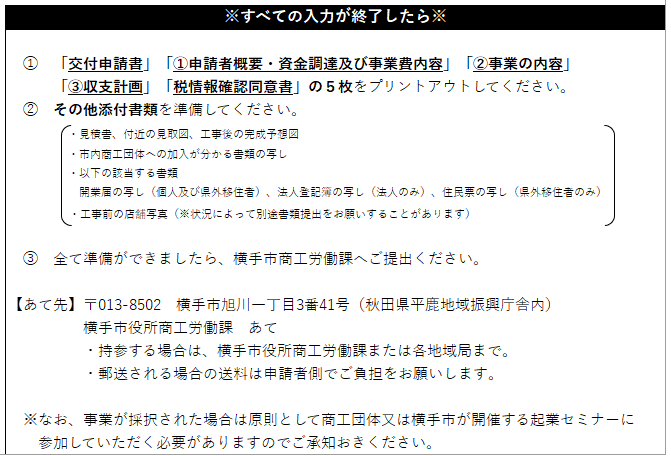 ※すべての入力が終了したら※
① 「交付申請書」「①申請者概要・資金調達及び事業費内容」「②事業の内容」
「③収支計画」「税情報確認同意書」の５枚をプリントアウトしてください。
② その他添付書類を準備してください。
・見積書、付近の見取図、工事後の完成予想図
・市内商工団体への加入が分かる書類の写し
・以下の該当する書類
開業届の写し（個人及び県外移住者）、法人登記簿の写し（法人のみ）、住民票の写し（県外移住者のみ）
・工事前の店舗写真（※状況によって別途書類提出をお願いすることがあります）
③ 全て準備ができましたら、横手市商工労働課へご提出ください。
【あて先】〒013-8502 横手市旭川一丁目3番41号（秋田県平鹿地域振興庁舎内）
横手市役所商工労働課 あて
・持参する場合は、横手市役所商工労働課または各地域局まで。
・郵送される場合の送料は申請者側でご負担をお願いします。
※なお、事業が採択された場合は原則として商工団体又は横手市が開催する起業セミナーに
参加していただく必要がありますのでご承知おきください。